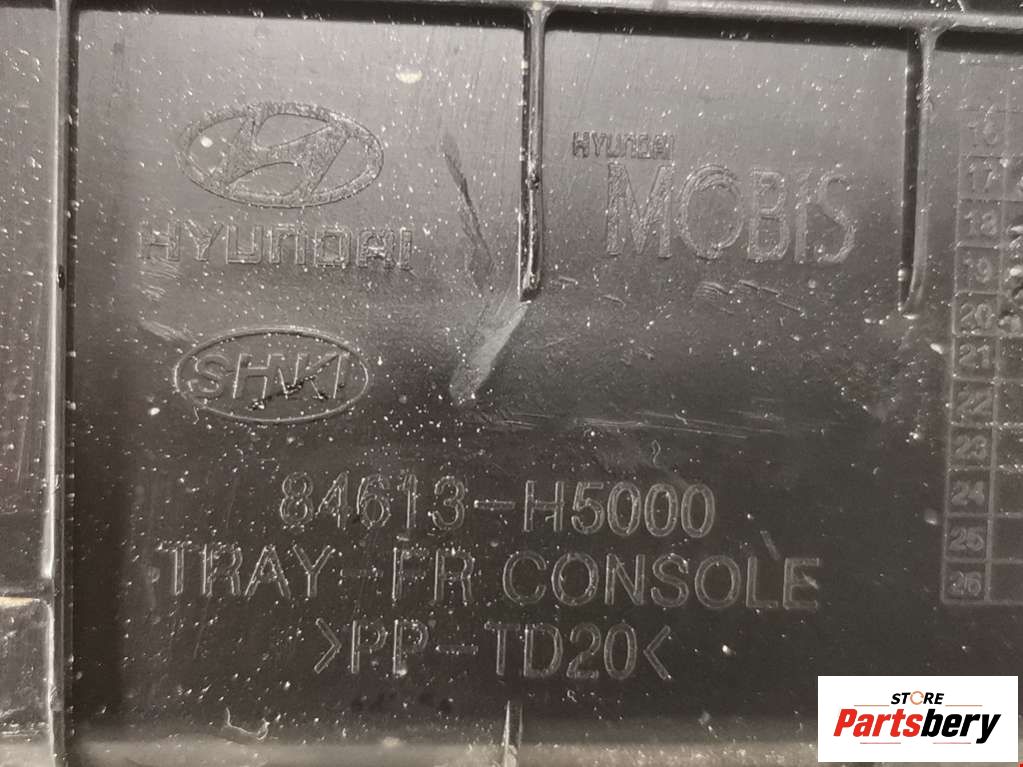 HYUNDAI
HYUNDAI
MOBIS
SHKI
84613-H5000
TRAY-FR CONSOLE
>PP-TD20<
16
17
18
19
20
21
22
23
24
25
26
STORE
Partsbery